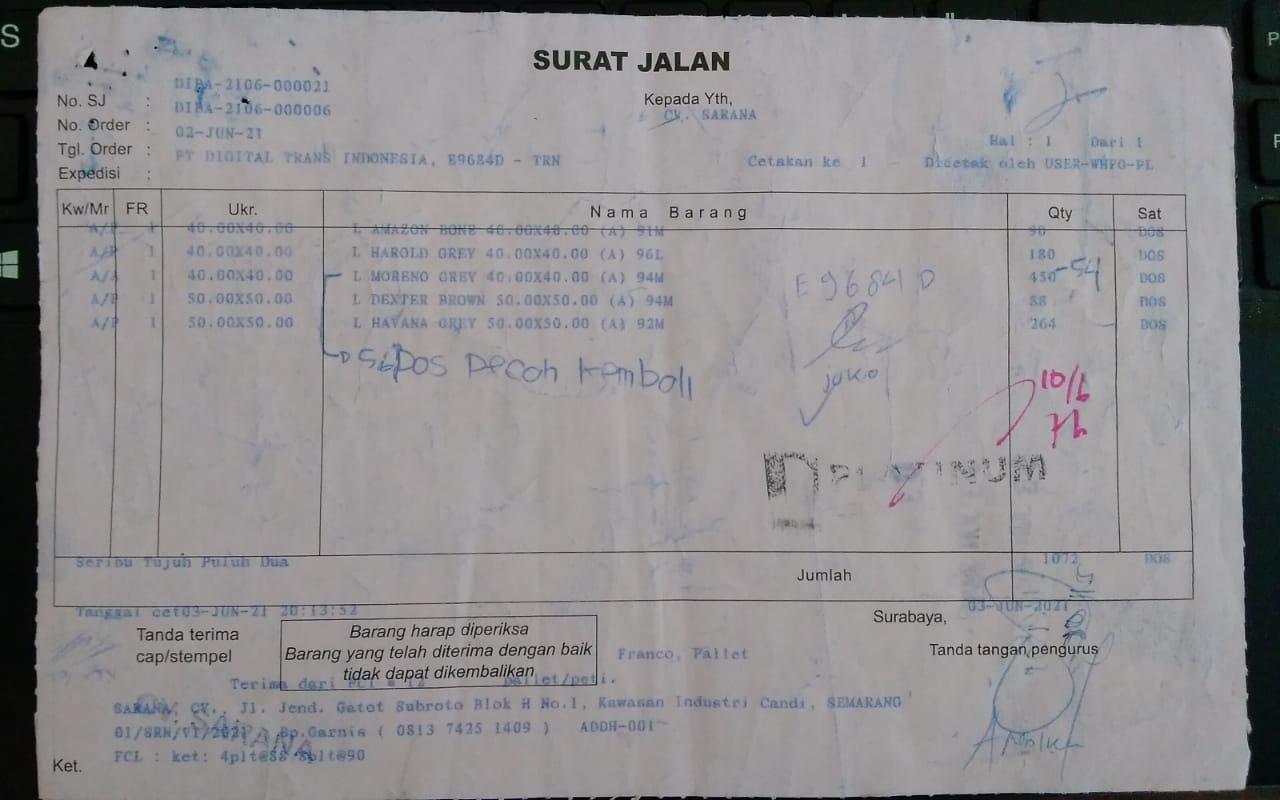 SURAT JALAN
DIPA-2106-000021
No. SJ :
Kepada Yth,
DIPA-2106-000006
CV. SARANA
No. Order :
02-JUN-21
Hal : 1 Dari 1
Tgl. Order :
PT DIGITAL TRANS INDONESIA, E9684D - TRN
Cetakan ke 1
Dicetak oleh USER-WHPO-PL
Expedisi :
Kw/Mr FR Ukr. Nama Barang Qty Sat
A/P 1 40.00X40.00 L AMAZON BONE 40.00X40.00 (A) 91M 90 DOS
A/P 1 40.00X40.00 L HAROLD GREY 40.00X40.00 (A) 96L 180 DOS
A/A 1 40.00X40.00 L MORENO GREY 40.00X40.00 (A) 94M 450 -54 DOS
A/P 1 50.00X50.00 L DEXTER BROWN 50.00X50.00 (A) 94M 88 DOS
A/P 1 50.00X50.00 L HAVANA GREY 50.00X50.00 (A) 92M 264 DOS
E9684D
Dos Pecah Kembali
10/6
PLATINUM
Seribu Tujuh Puluh Dua
1072 DOS
Jumlah
Tanggal cet03-JUN-21 20:13:52
03-JUN-2021
Surabaya,
Tanda terima
cap/stempel
Barang harap diperiksa
Barang yang telah diterima dengan baik
tidak dapat dikembalikan
Franco, Pallet
Tanda tangan pengurus
Terima dari PCI = 12 pallet/peti.
SARANA, CV., Jl. Jend. Gatot Subroto Blok H No.1, Kawasan Industri Candi, SEMARANG
01/SRN/VI/2021 Bp.Garnis ( 0813 7425 1409 ) ADDH-001
SARANA
FCL : ket: 4plt@88 8plt@90
Ket.